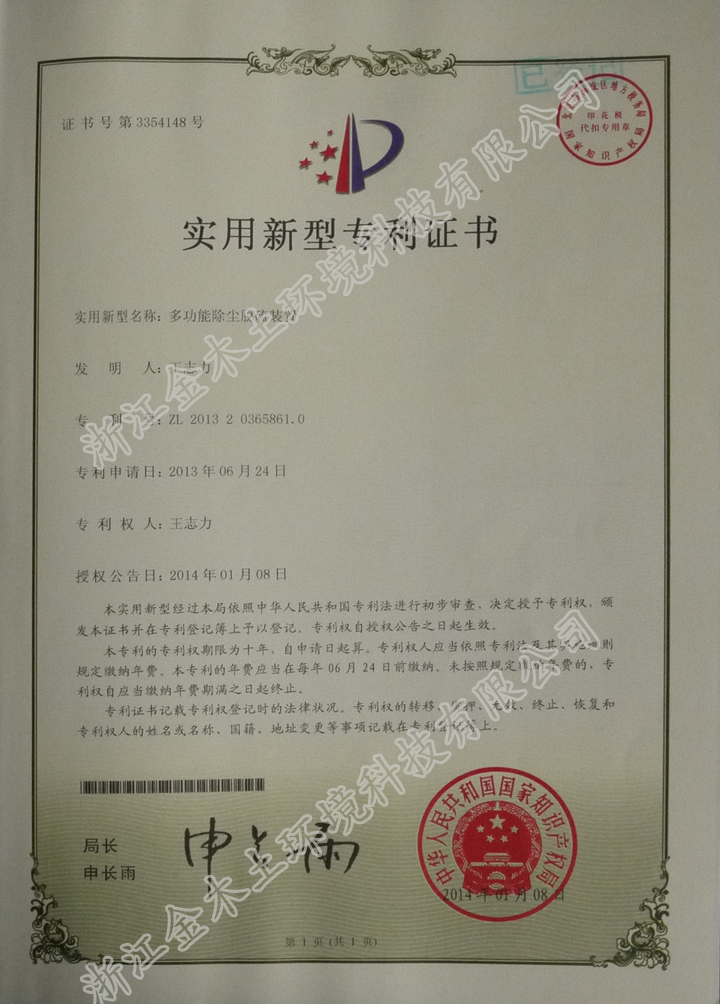 证书号第3354148号
印花税
代扣专用章
国家知识产权局
实用新型专利证书
实用新型名称：多功能除尘脱硫装置
发明人：王志力
专利号：ZL 2013 2 0365861.0
专利申请日：2013年06月24日
专利权人：王志力
授权公告日：2014年01月08日
本实用新型经过本局依照中华人民共和国专利法进行初步审查，决定授予专利权，颁
发本证书并在专利登记簿上予以登记。专利权自授权公告之日起生效。
本专利的专利权期限为十年，自申请日起算。专利权人应当依照专利法及其实施细则
规定缴纳年费。本专利的年费应当在每年06月24日前缴纳。未按照规定缴纳年费的，专
利权自应当缴纳年费期满之日起终止。
专利证书记载专利权登记时的法律状况。专利权的转移、质押、无效、终止、恢复和
专利权人的姓名或名称、国籍、地址变更等事项记载在专利登记簿上。
局长
申长雨
申长雨
中华人民共和国国家知识产权局
2014年01月08日
第1页(共1页)
浙江金木土环境科技有限公司
浙江金木土环境科技有限公司